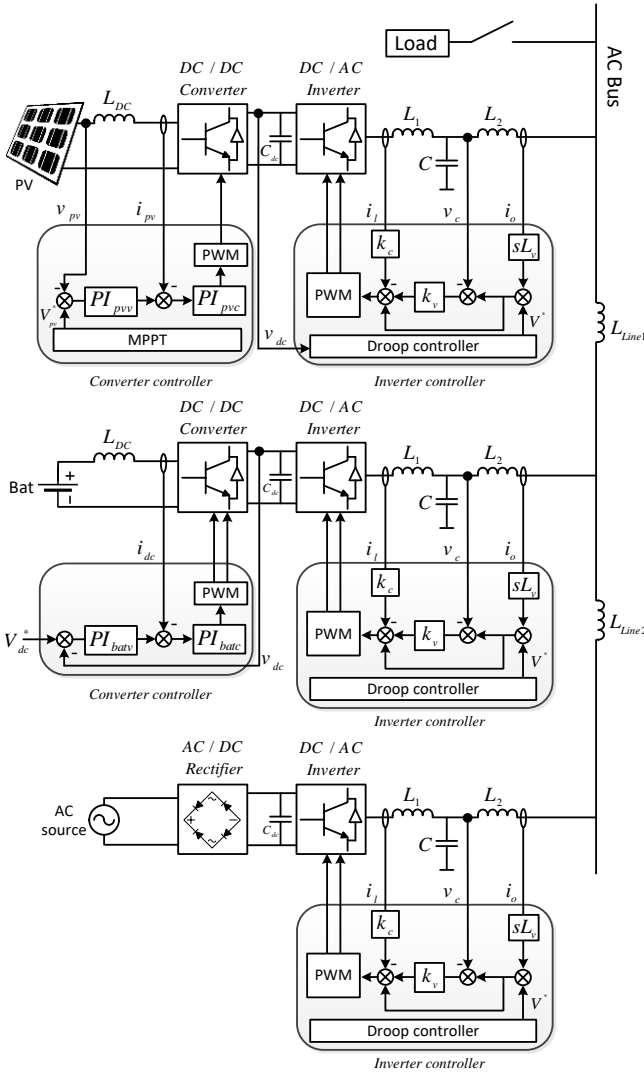 Load
AC Bus
DC / DC
Converter
DC / AC
Inverter
L_DC
L_1
L_2
C_dc
C
PV
v_pv
i_pv
i_l
v_c
i_o
k_c
sL_v
PWM
PWM
-
-
-
-
-
V_pv^*
PI_pvv
PI_pvc
k_v
V^*
MPPT
v_dc
Droop controller
Converter controller
Inverter controller
L_Line1
DC / DC
Converter
DC / AC
Inverter
L_DC
L_1
L_2
Bat
+
-
C_dc
C
i_dc
i_l
v_c
i_o
k_c
sL_v
PWM
PWM
-
-
-
-
V_dc^*
PI_batv
PI_batc
k_v
V^*
v_dc
Droop controller
Converter controller
Inverter controller
L_Line2
AC / DC
Rectifier
DC / AC
Inverter
L_1
L_2
AC
source
~
+
-
~
C_dc
C
i_l
v_c
i_o
k_c
sL_v
PWM
-
-
k_v
V^*
Droop controller
Inverter controller